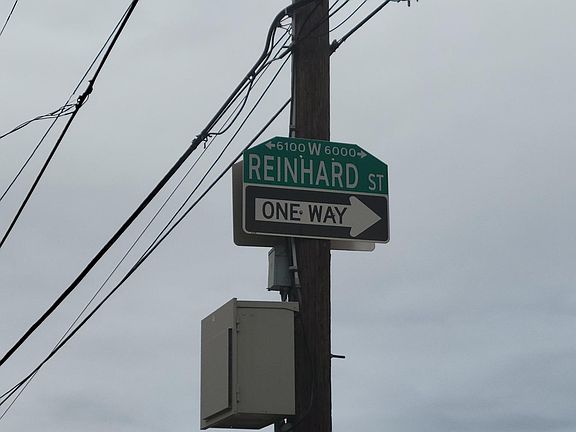 6100 W 6000
REINHARD ST
ONE WAY